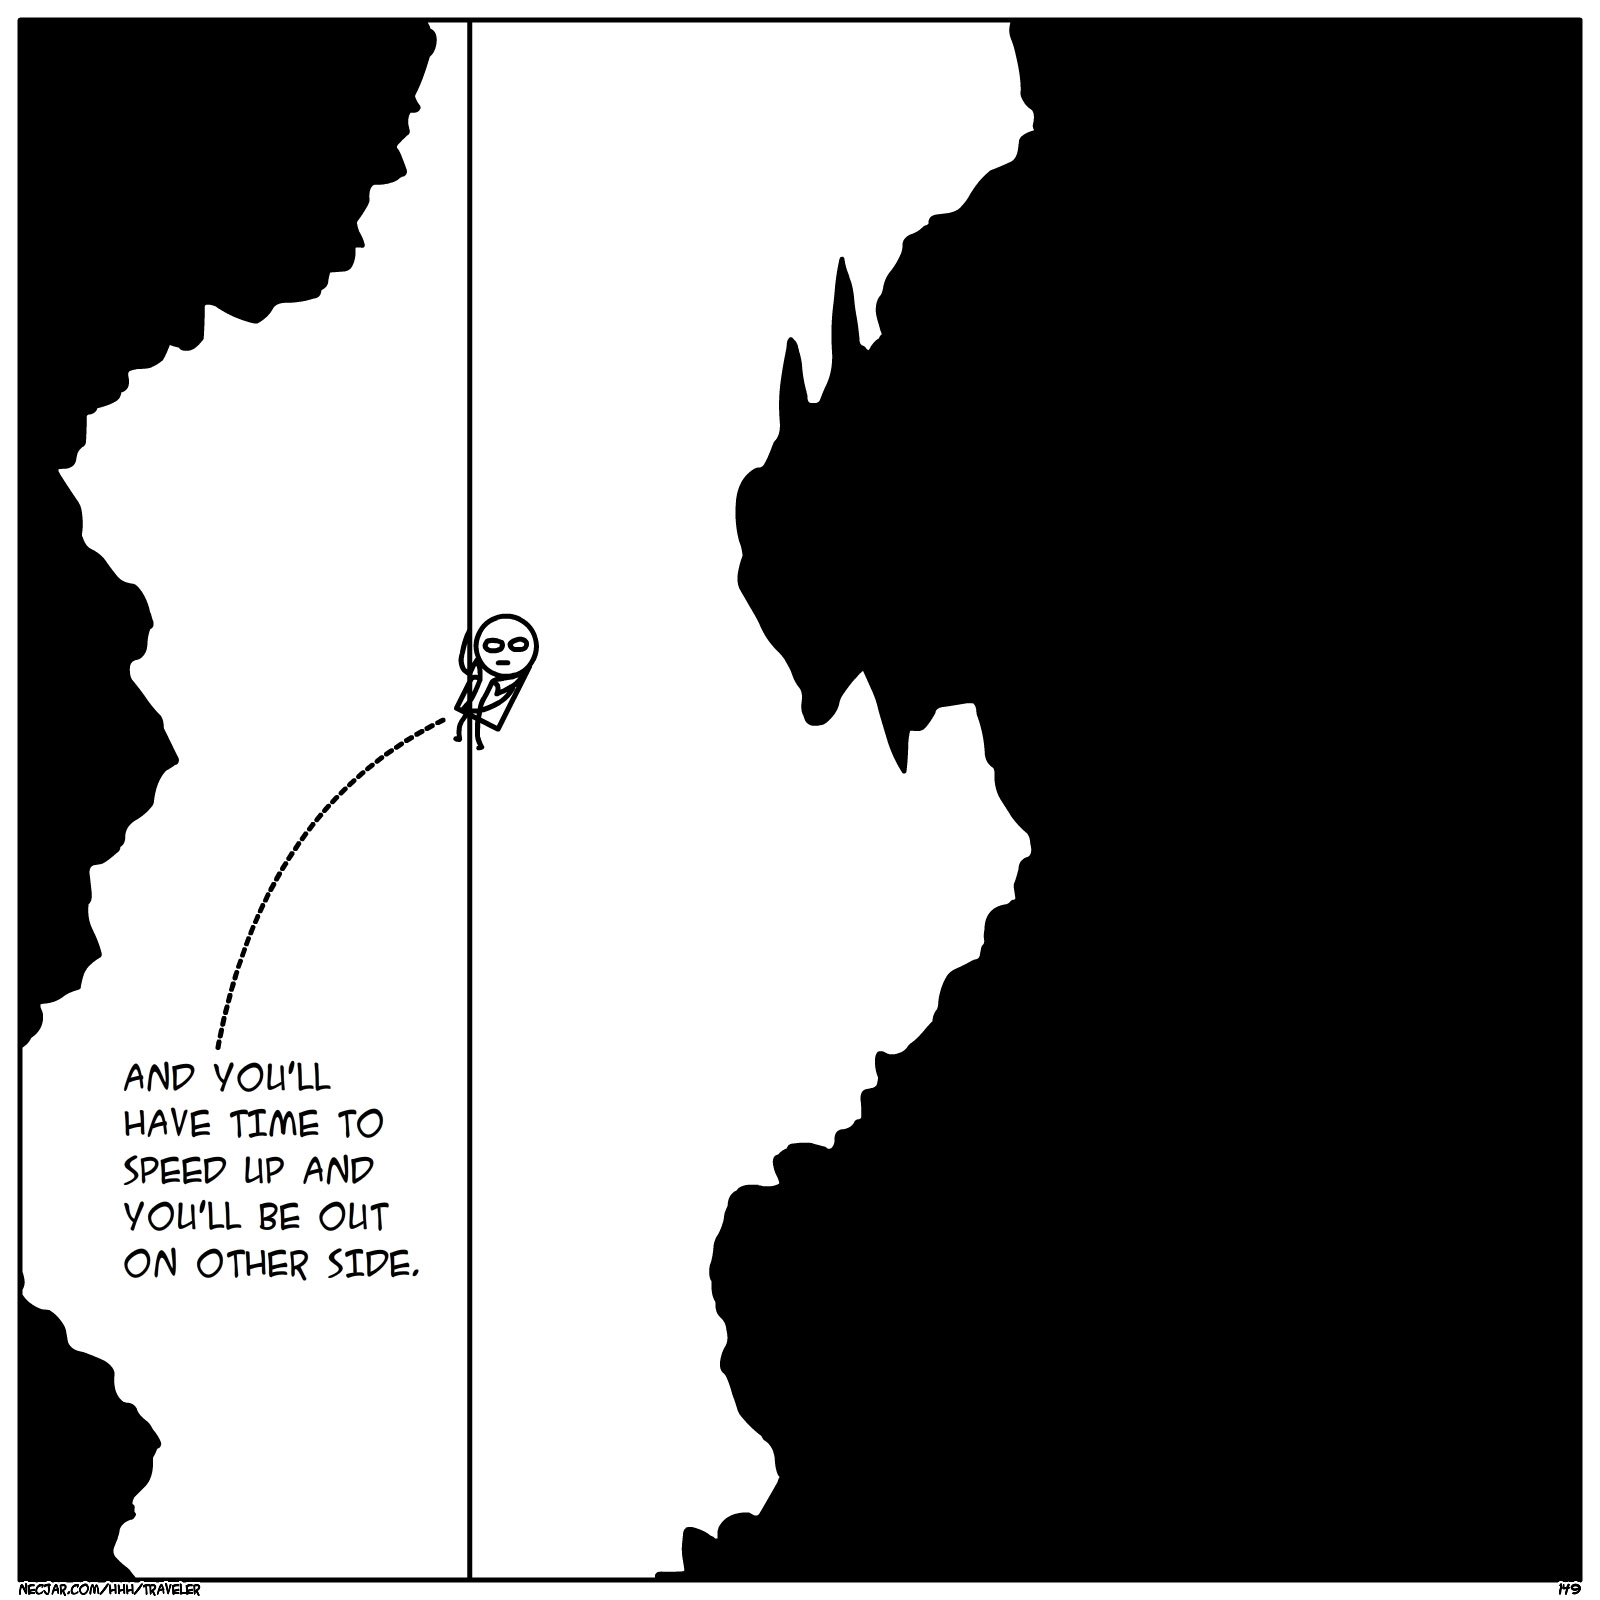 AND YOU'LL
HAVE TIME TO
SPEED UP AND
YOU'LL BE OUT
ON OTHER SIDE.
NECJAR.COM/HHH/TRAVELER
149